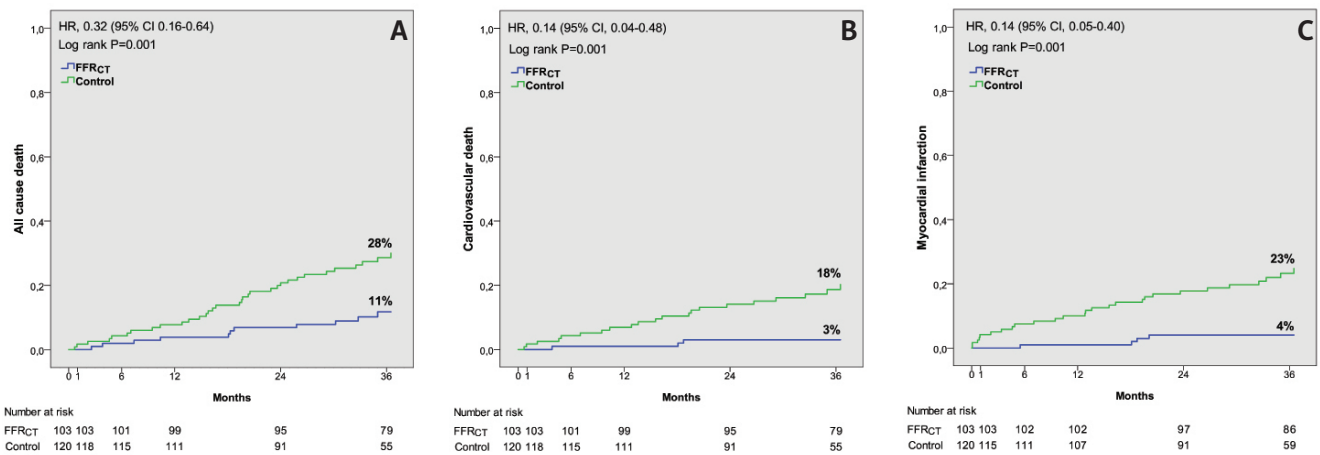 A
HR, 0.32 (95% CI 0.16-0.64)
Log rank P=0.001
FFRCT
Control
All cause death
1,0
0,8
0,6
0,4
0,2
0,0
28%
11%
0 1 6 12 24 36
Months
Number at risk
FFRCT 103 103 101 99 95 79
Control 120 118 115 111 91 55
B
HR, 0.14 (95% CI, 0.04-0.48)
Log rank P=0.001
FFRCT
Control
Cardiovascular death
1,0
0,8
0,6
0,4
0,2
0,0
18%
3%
0 1 6 12 24 36
Months
Number at risk
FFRCT 103 103 101 99 95 79
Control 120 118 115 111 91 55
C
HR, 0.14 (95% CI, 0.05-0.40)
Log rank P=0.001
FFRCT
Control
Myocardial infarction
1,0
0,8
0,6
0,4
0,2
0,0
23%
4%
0 1 6 12 24 36
Months
Number at risk
FFRCT 103 103 102 102 97 86
Control 120 115 111 107 91 59